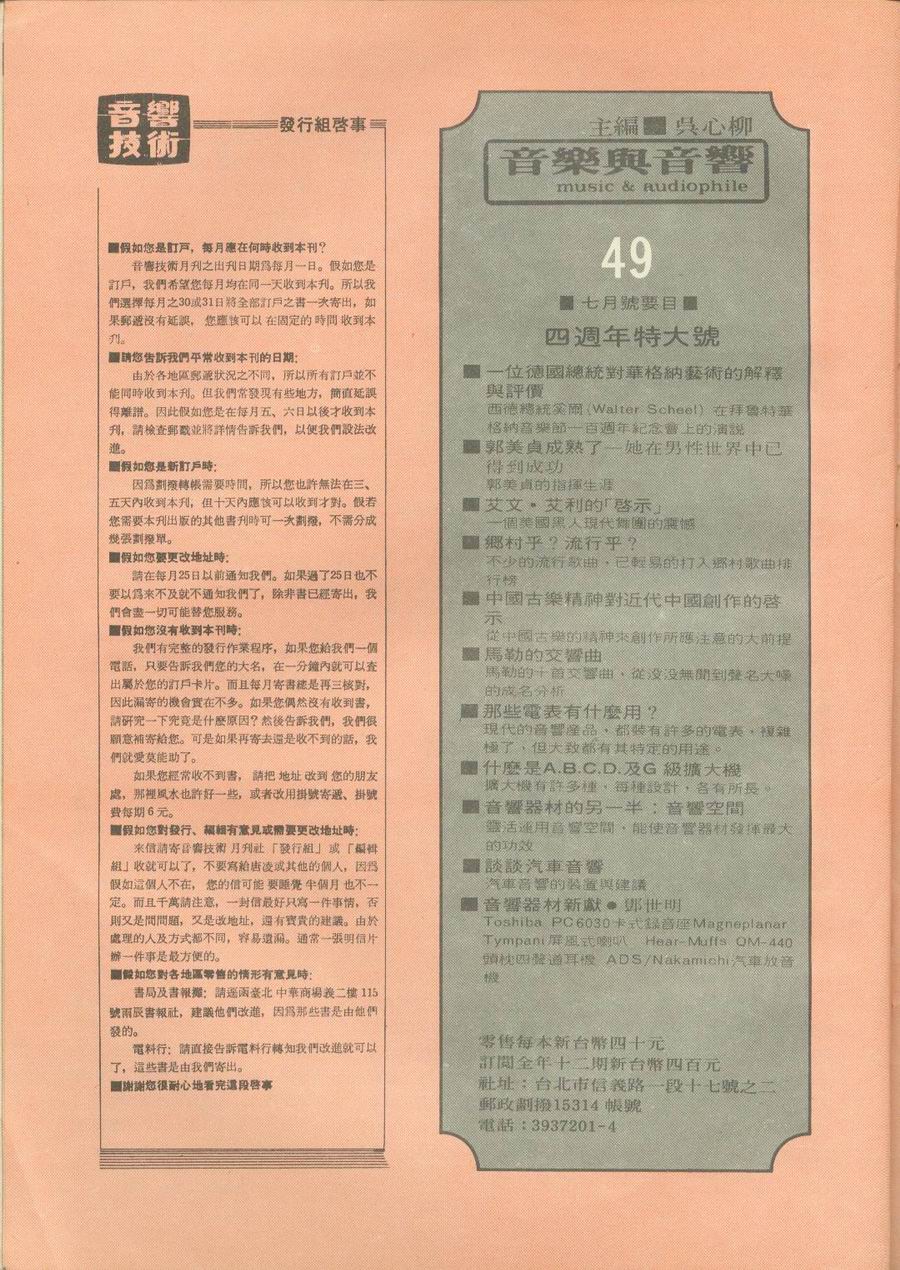 音響
技術
發行組啓事
■假如您是訂戸，每月應在何時收到本刊？
音響技術月刊之出刊日期爲每月一日。假如您是
訂戶，我們希望您每月均在同一天收到本刊。所以我
們選擇每月之30或31日將全部訂戶之書一次寄出，如
果郵遞沒有延誤， 您應該可以 在固定的 時間 收到本
刋。
■請您告訴我們平常收到本刊的日期：
由於各地區郵遞狀況之不同，所以所有訂戶並不
能同時收到本刊。但我們常發現有些地方，簡直延誤
得離譜。因此假如您是在每月五、六日以後才收到本
刊，請檢查郵戳並將詳情告訴我們，以便我們設法改
進。
■假如您是新訂戶時：
因爲劃撥轉帳需要時間，所以您也許無法在三、
五天內收到本刊，但十天內應該可以收到才對。假若
您需要本刊出版的其他書刋時可一次劃撥，不需分成
幾張劃撥單。
■假如您要更改地址時：
請在每月25日以前通知我們。如果過了25日也不
要以爲來不及就不通知我們了，除非書已經寄出，我
們會盡一切可能替您服務。
■假如您沒有收到本刊時：
我們有完整的發行作業程序，如果您給我們一個
電話，只要告訴我們您的大名，在一分鐘內就可以查
出屬於您的訂戶卡片。而且每月寄書總是再三核對，
因此漏寄的機會實在不多。如果您偶然沒有收到書，
請研究一下究竟是什麼原因？然後告訴我們，我們很
願意補寄給您。可是如果再寄去還是收不到的話，我
們就愛莫能助了。
如果您經常收不到書， 請把 地址 改到 您的朋友
處，那裡風水也許好一些，或者改用掛號寄遞、掛號
費每期 6 元。
■假如您對發行、編輯有意見或需要更改地址時：
來信請寄音響技術 月刋社 「發行組」或「編輯
組」收就可以了，不要寫給唐凌或其他的個人，因爲
假如這個人不在， 您的信可能 要睡覺 半個月 也不一
定。而且千萬請注意，一封信最好只寫一件事情，否
則又是問問題，又是改地址，還有寶貴的建議。由於
處理的人及方式都不同，容易遺漏。通常一張明信片
辦一件事是最方便的。
■假如您對各地區零售的情形有意見時：
書局及書報攤：請逕函臺北 中華商場義二樓 115
號雨辰書報社，建議他們改進，因爲那些書是由他們
發的。
電料行：請直接告訴電料行轉知我們改進就可以
了，這些書是由我們寄出。
■謝謝您很耐心地看完這段啓事
主編■吳心柳
音樂與音響
music & audiophile
49
■七月號要目■
四週年特大號
■一位德國總統對華格納藝術的解釋
與評價
西德總統奚爾(Walter Scheel) 在拜魯特華
格納音樂節一百週年紀念會上的演說
■郭美貞成熟了—她在男性世界中已
得到成功
郭美貞的指揮生涯
■艾文・艾利的「啓示」
一個美國黑人現代舞團的震憾
■鄉村乎？流行乎？
不少的流行歌曲，已輕易的打入鄉村歌曲排
行榜
■中國古樂精神對近代中國創作的啓
示
從中國古樂的精神來創作所應注意的大前提
■馬勒的交響曲
馬勒的十首交響曲，從沒沒無聞到聲名大噪
的成名分析
■那些電表有什麼用？
現代的音響産品，都裝有許多的電表，複雜
極了，但大致都有其特定的用途。
■什麼是A.B.C.D.及G 級擴大機
擴大機有許多種，每種設計，各有所長。
■音響器材的另一半：音響空間
靈活運用音響空間，能使音響器材發揮最大
的功效
■談談汽車音響
汽車音響的裝置與建議
■音響器材新獻●鄧世明
Toshiba PC6030卡式錄音座Magneplanar
Tympani屏風式喇叭 Hear-Muffs QM-440
頭枕四聲道耳機 ADS/Nakamichi汽車放音
機
零售每本新台幣四十元
訂閱全年十二期新台幣四百元
社址：台北市信義路一段十七號之二
郵政劃撥15314 帳號
電話：3937201-4